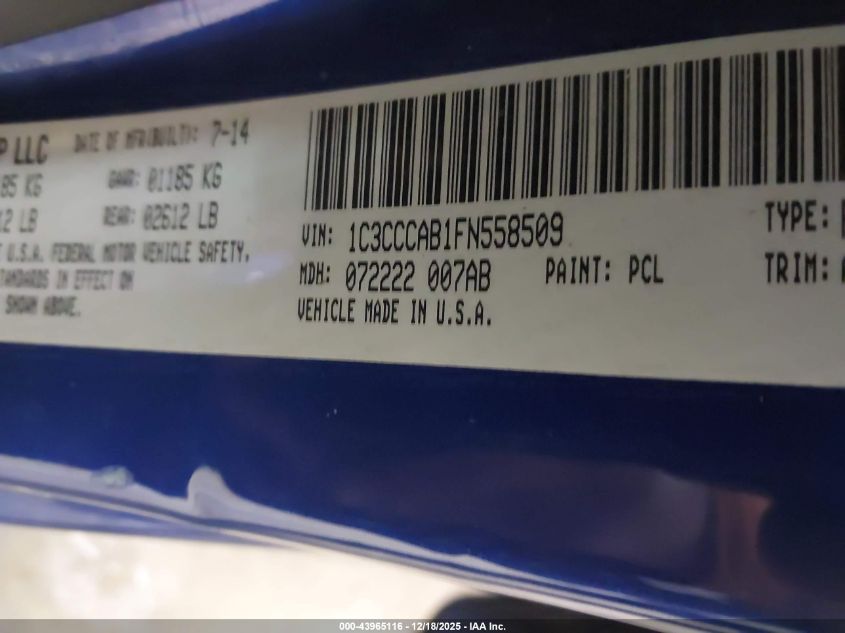 P LLC DATE OF MFR(BUILT): 7-14
85 KG GAWR: 01185 KG
12 LB REAR: 02612 LB
U.S.A. FEDERAL MOTOR VEHICLE SAFETY.
STANDARDS IN EFFECT ON
SHOWN ABOVE.
VIN: 1C3CCCAB1FN558509 TYPE:
MDH: 072222 007AB PAINT: PCL TRIM:
VEHICLE MADE IN U.S.A.
000-43965116 - 12/18/2025 - IAA Inc.